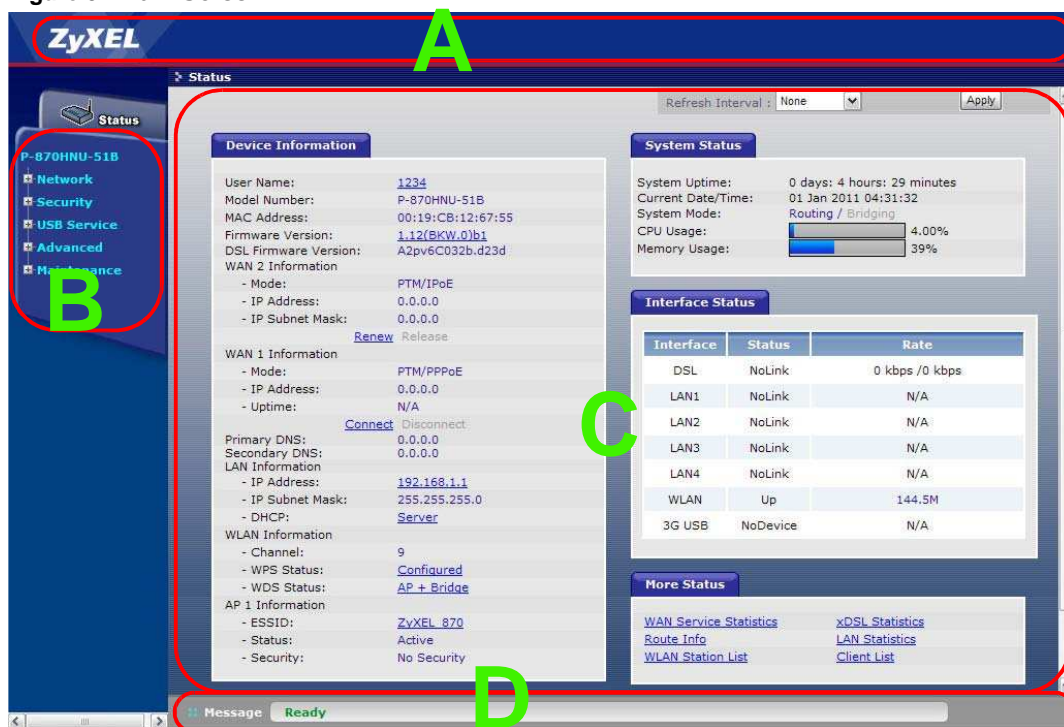 ZyXEL
A
Status
Refresh Interval : None Apply
Status
P-870HNU-51B
Network
Security
USB Service
Advanced
Maintenance
B
Device Information
User Name: 1234
Model Number: P-870HNU-51B
MAC Address: 00:19:CB:12:67:55
Firmware Version: 1.12(BKW.0)b1
DSL Firmware Version: A2pv6C032b.d23d
WAN 2 Information
- Mode: PTM/IPoE
- IP Address: 0.0.0.0
- IP Subnet Mask: 0.0.0.0
Renew Release
WAN 1 Information
- Mode: PTM/PPPoE
- IP Address: 0.0.0.0
- Uptime: N/A
Connect Disconnect
Primary DNS: 0.0.0.0
Secondary DNS: 0.0.0.0
LAN Information
- IP Address: 192.168.1.1
- IP Subnet Mask: 255.255.255.0
- DHCP: Server
WLAN Information
- Channel: 9
- WPS Status: Configured
- WDS Status: AP + Bridge
AP 1 Information
- ESSID: ZyXEL_870
- Status: Active
- Security: No Security
C
System Status
System Uptime: 0 days: 4 hours: 29 minutes
Current Date/Time: 01 Jan 2011 04:31:32
System Mode: Routing / Bridging
CPU Usage: 4.00%
Memory Usage: 39%
Interface Status
Interface Status Rate
DSL NoLink 0 kbps /0 kbps
LAN1 NoLink N/A
LAN2 NoLink N/A
LAN3 NoLink N/A
LAN4 NoLink N/A
WLAN Up 144.5M
3G USB NoDevice N/A
More Status
WAN Service Statistics xDSL Statistics
Route Info LAN Statistics
WLAN Station List Client List
D
Message Ready